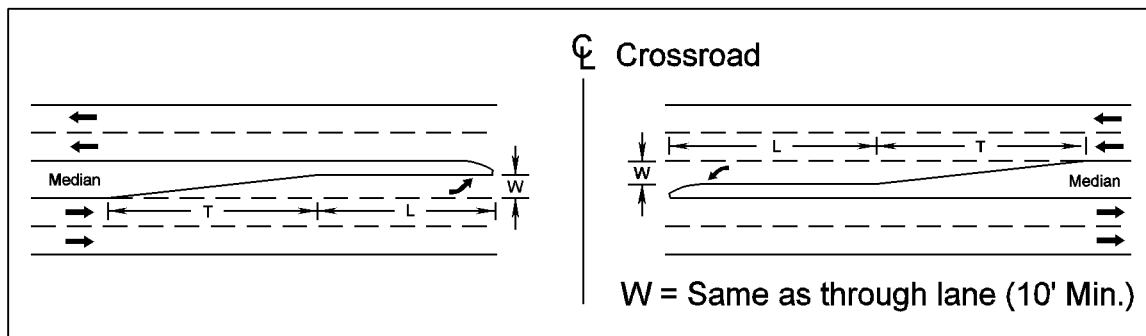 ℄ Crossroad
L
T
W
Median
W
Median
T
L
W = Same as through lane (10' Min.)